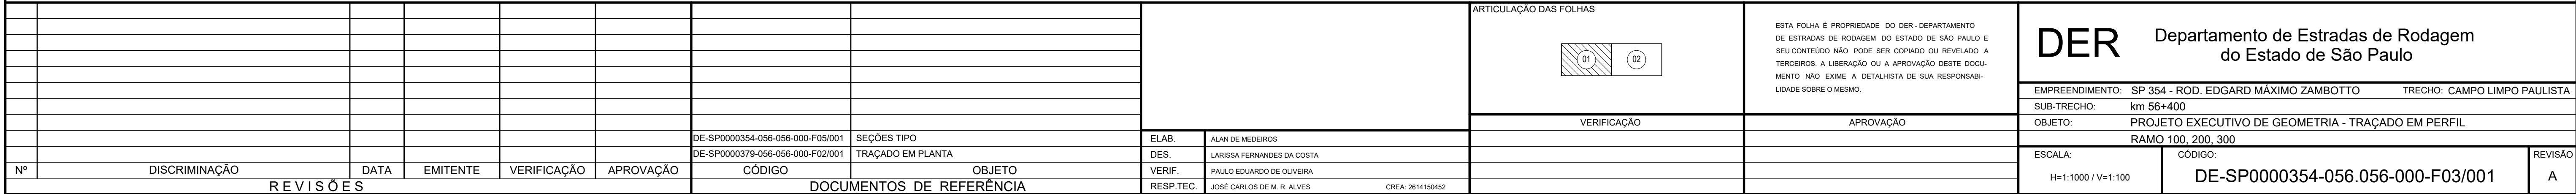 DE-SP0000354-056-056-000-F05/001 SEÇÕES TIPO
DE-SP0000379-056-056-000-F02/001 TRAÇADO EM PLANTA
Nº DISCRIMINAÇÃO DATA EMITENTE VERIFICAÇÃO APROVAÇÃO CÓDIGO OBJETO
R E V I S Õ E S DOCUMENTOS DE REFERÊNCIA
ELAB. ALAN DE MEDEIROS
DES. LARISSA FERNANDES DA COSTA
VERIF. PAULO EDUARDO DE OLIVEIRA
RESP.TEC. JOSÉ CARLOS DE M. R. ALVES CREA: 2614150452
ARTICULAÇÃO DAS FOLHAS
01 02
VERIFICAÇÃO
ESTA FOLHA É PROPRIEDADE DO DER - DEPARTAMENTO
DE ESTRADAS DE RODAGEM DO ESTADO DE SÃO PAULO E
SEU CONTEÚDO NÃO PODE SER COPIADO OU REVELADO A
TERCEIROS. A LIBERAÇÃO OU A APROVAÇÃO DESTE DOCU-
MENTO NÃO EXIME A DETALHISTA DE SUA RESPONSABI-
LIDADE SOBRE O MESMO.
APROVAÇÃO
DER
Departamento de Estradas de Rodagem
do Estado de São Paulo
EMPREENDIMENTO: SP 354 - ROD. EDGARD MÁXIMO ZAMBOTTO TRECHO: CAMPO LIMPO PAULISTA
SUB-TRECHO: km 56+400
OBJETO: PROJETO EXECUTIVO DE GEOMETRIA - TRAÇADO EM PERFIL
RAMO 100, 200, 300
ESCALA: CÓDIGO: REVISÃO
H=1:1000 / V=1:100 DE-SP0000354-056.056-000-F03/001 A